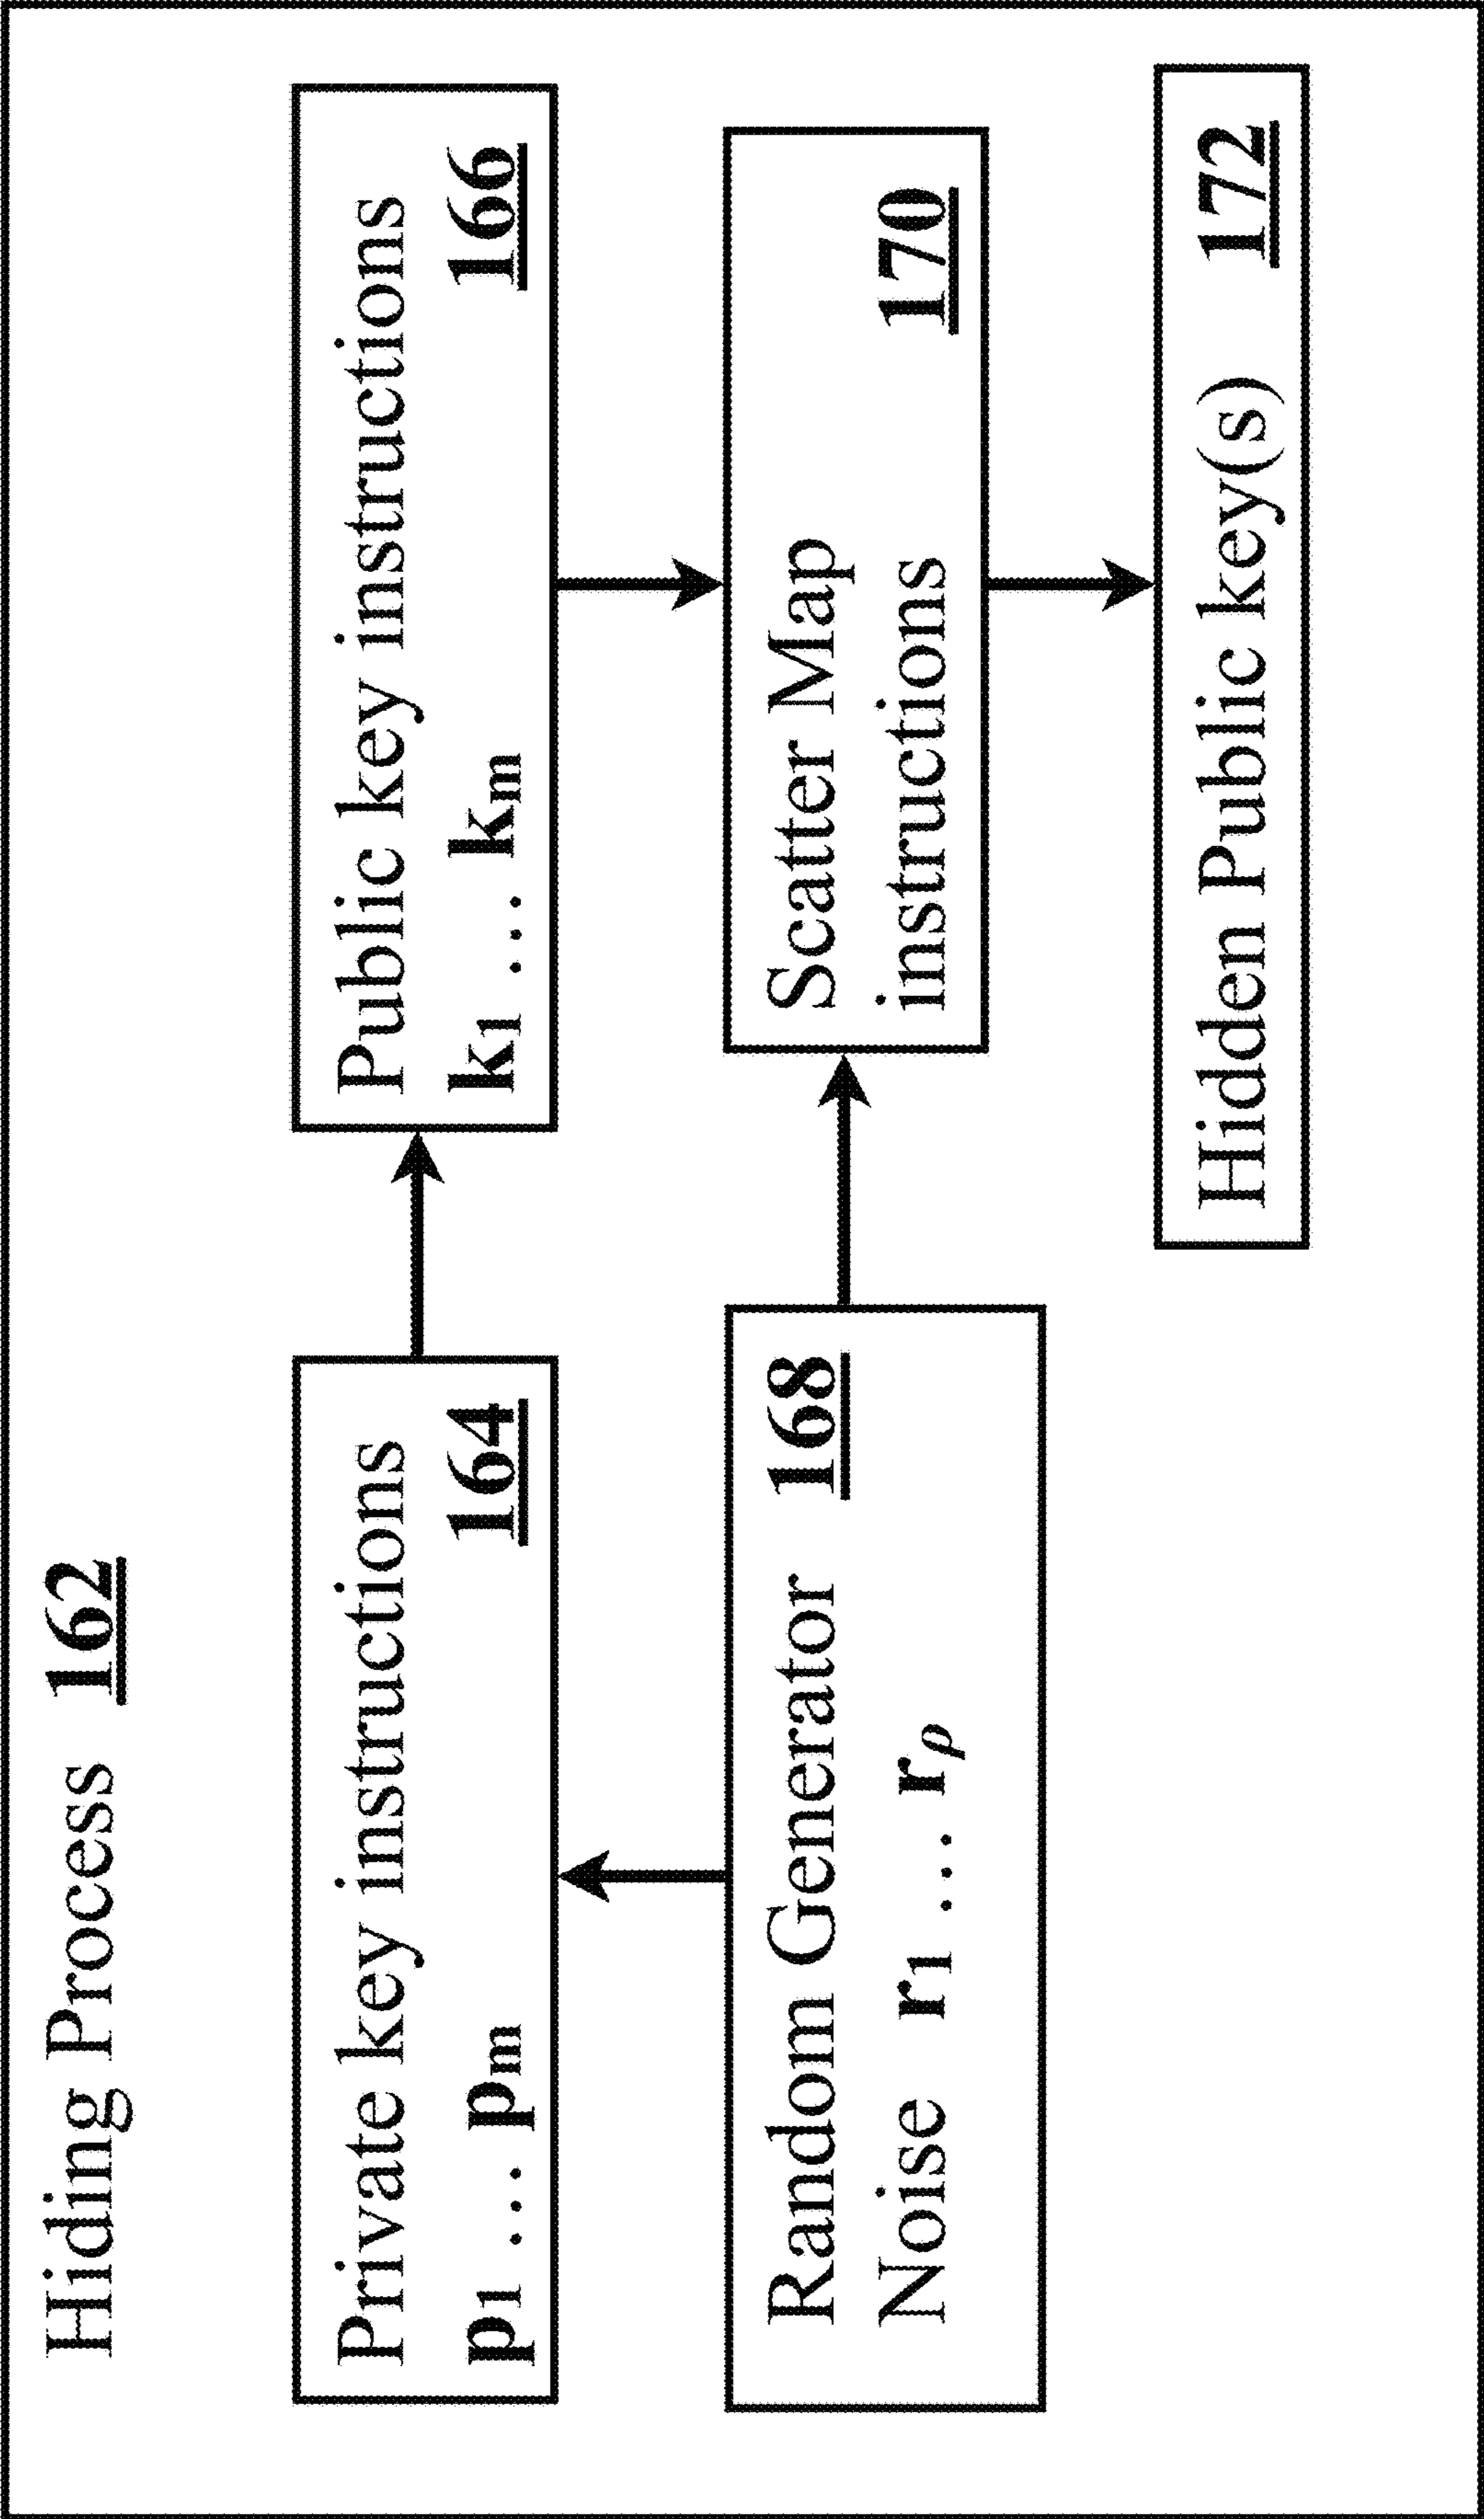 Hiding Process 162
Private key instructions
p₁ … pₘ 164
Public key instructions
k₁ … kₘ 166
Random Generator 168
Noise r₁ … rᵨ
Scatter Map
instructions 170
Hidden Public key(s) 172